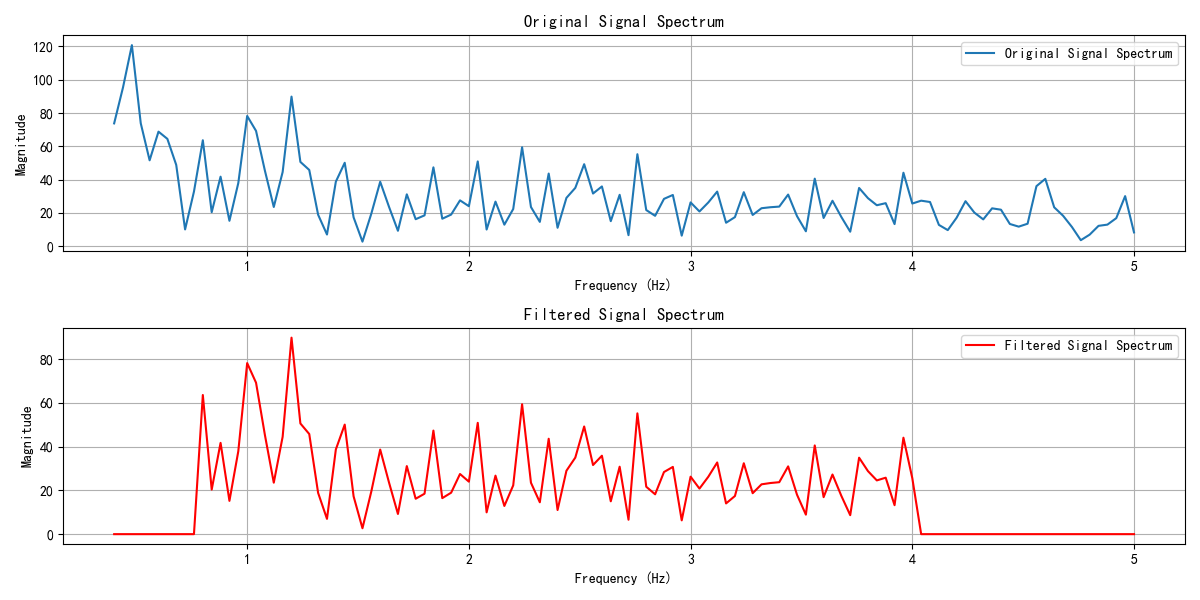 Original Signal Spectrum
Original Signal Spectrum
Magnitude
120
100
80
60
40
20
0
1 2 3 4 5
Frequency (Hz)
Filtered Signal Spectrum
Filtered Signal Spectrum
Magnitude
80
60
40
20
0
1 2 3 4 5
Frequency (Hz)